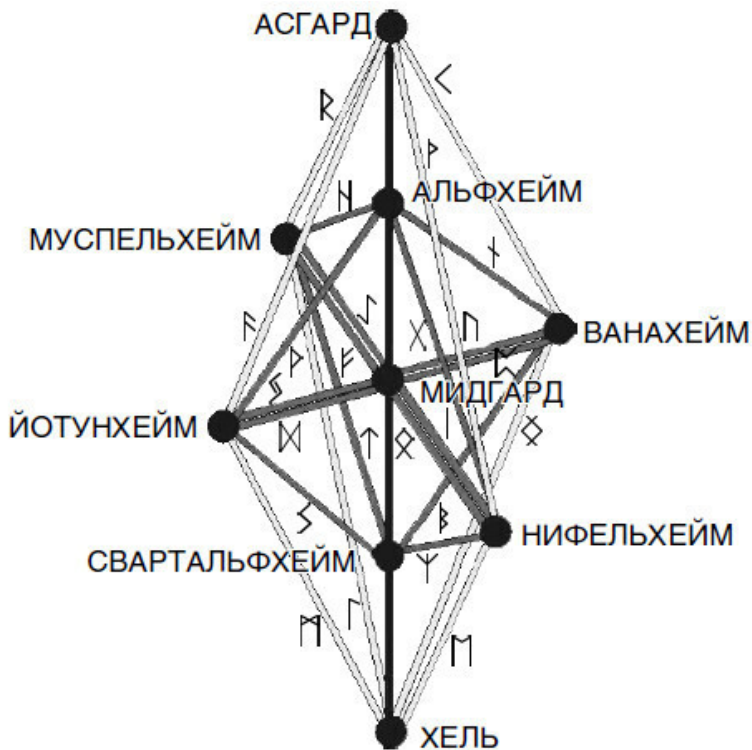 АСГАРД
ᚱ
ᚲ
ᚹ
АЛЬФХЕЙМ
ᚺ
МУСПЕЛЬХЕЙМ
ᚾ
ᚨ
ᚢ
ВАНАХЕЙМ
ᚦ
ᚠ
ᛈ
МИДГАРД
ᛊ
ЙОТУНХЕЙМ
ᛞ
ᛏ
ᛟ
ᛁ
ᛜ
ᛒ
НИФЕЛЬХЕЙМ
СВАРТАЛЬФХЕЙМ
ᛉ
ᛗ
ᛚ
ᛖ
ХЕЛЬ